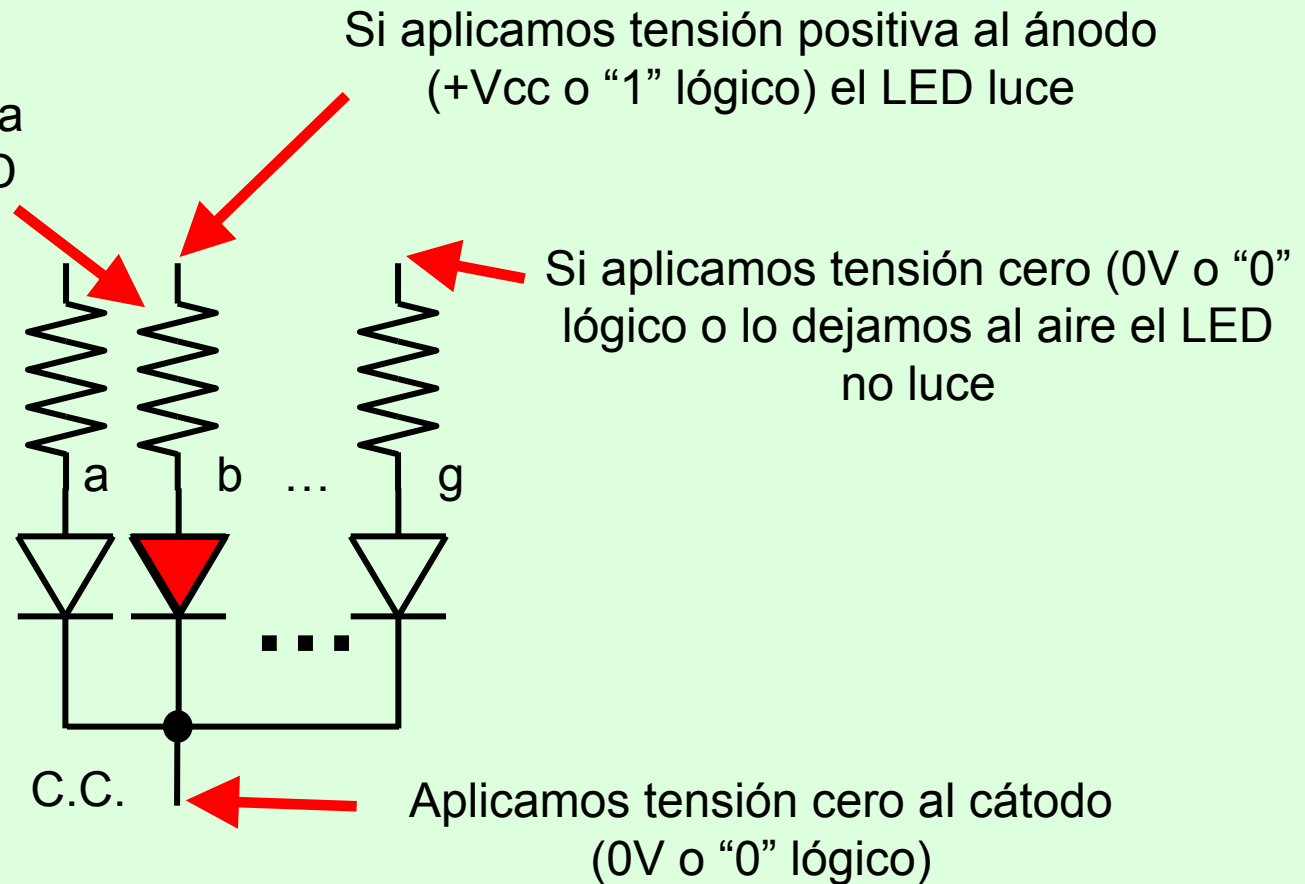 Si aplicamos tensión positiva al ánodo
(+Vcc o “1” lógico) el LED luce
a
Si aplicamos tensión cero (0V o “0”
lógico o lo dejamos al aire el LED
no luce
a b … g
C.C.
Aplicamos tensión cero al cátodo
(0V o “0” lógico)